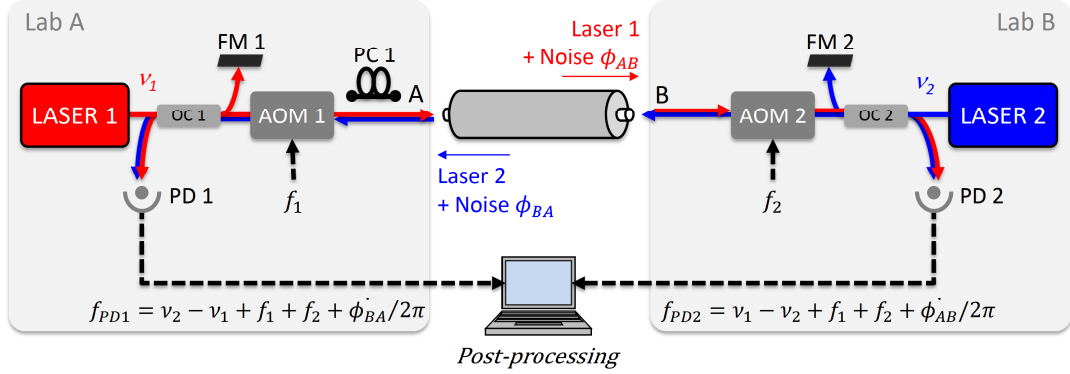 Lab A
Lab B
FM 1
PC 1
Laser 1
+ Noise ϕ_AB
FM 2
ν_1
A
B
ν_2
LASER 1
OC 1
AOM 1
AOM 2
OC 2
LASER 2
PD 1
f_1
Laser 2
+ Noise ϕ_BA
f_2
PD 2
f_PD1 = ν_2 − ν_1 + f_1 + f_2 + ϕ̇_BA/2π
f_PD2 = ν_1 − ν_2 + f_1 + f_2 + ϕ̇_AB/2π
Post-processing